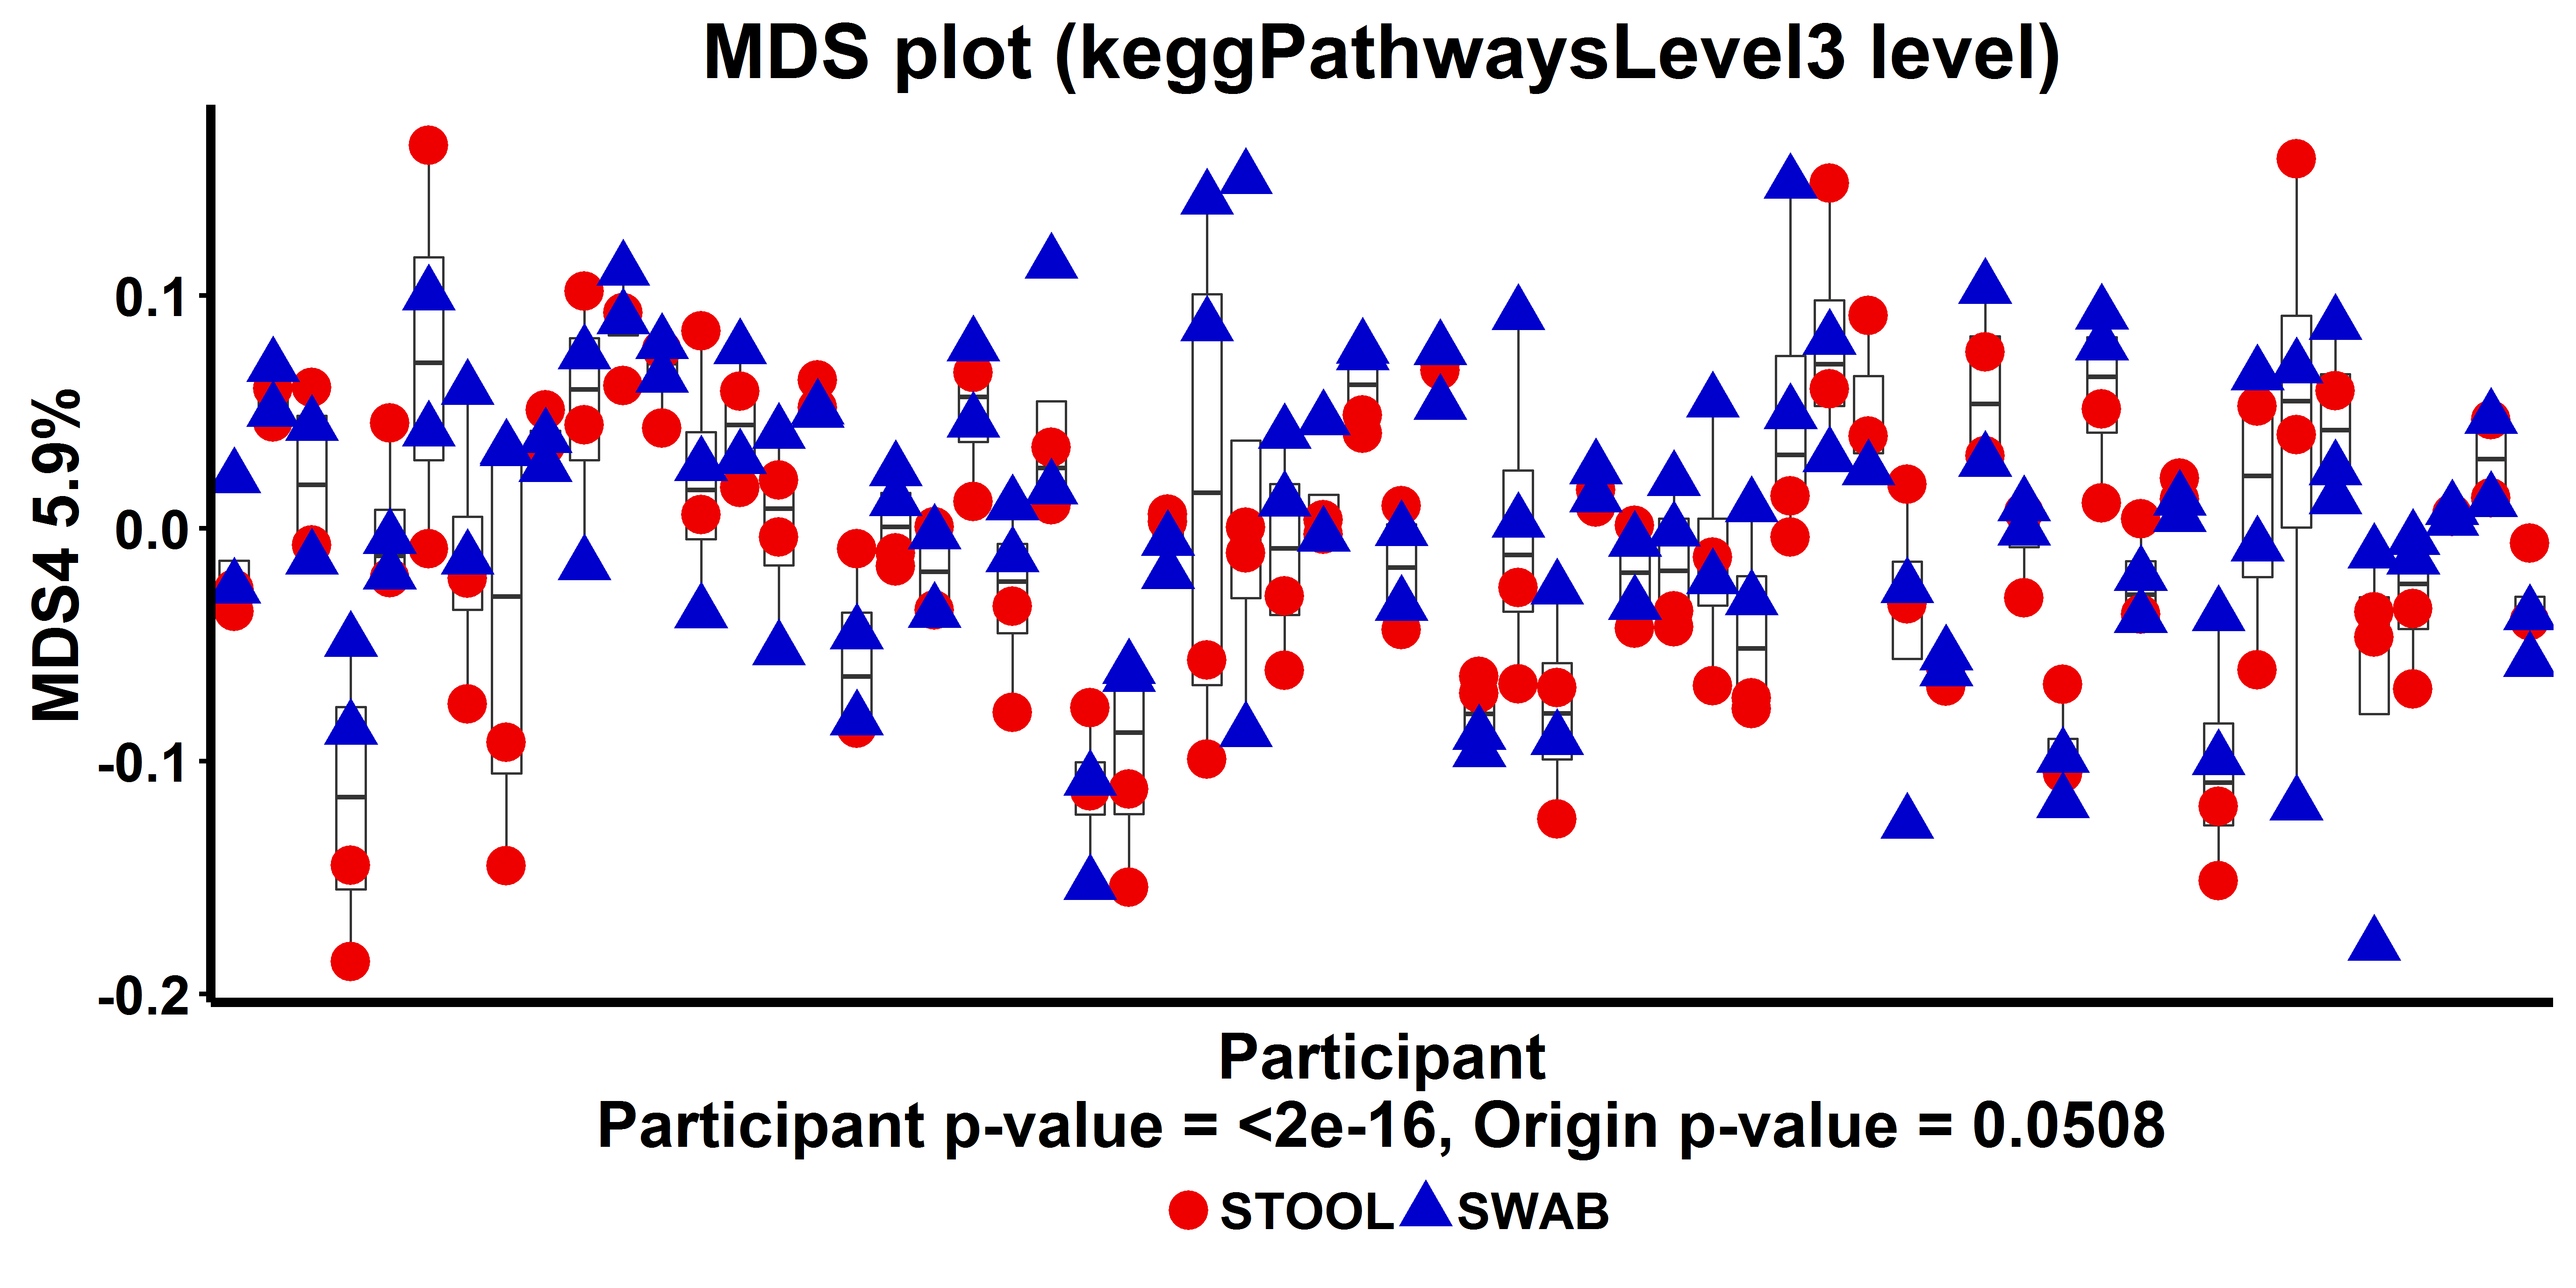 MDS plot (keggPathwaysLevel3 level)
MDS4 5.9%
0.1
0.0
-0.1
-0.2
Participant
Participant p-value = <2e-16, Origin p-value = 0.0508
STOOL SWAB